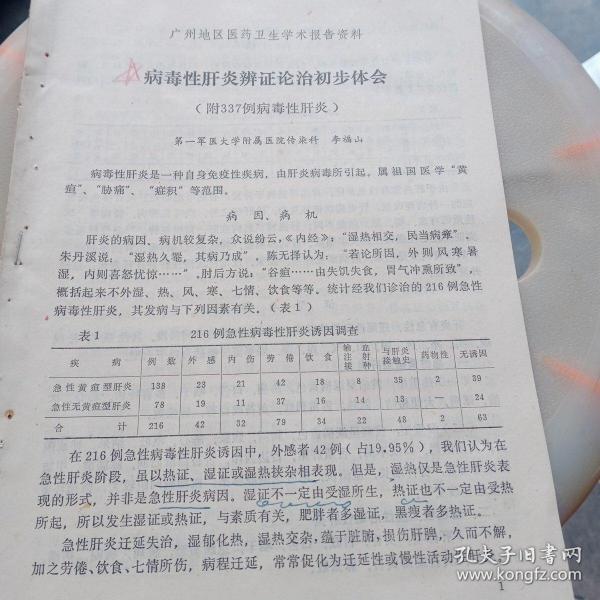 广州地区医药卫生学术报告资料
病毒性肝炎辨证论治初步体会
（附337例病毒性肝炎）
第一军医大学附属医院传染科 李福山
病毒性肝炎是一种自身免疫性疾病，由肝炎病毒所引起。属祖国医学“黄
疸”、“胁痛”、“症积”等范围。
病因、病机
肝炎的病因、病机较复杂，众说纷云，《内经》：“湿热相交，民当病瘅”，
朱丹溪说：“湿热久罨，其病乃成”，陈无择认为：“若论所因，外则风寒暑
湿，内则喜怒忧惊……”，肘后方说：“谷疸……由失饥失食，胃气冲熏所致”，
概括起来不外湿、热、风、寒、七情、饮食等等。统计经我们诊治的216例急性
病毒性肝炎，其发病与下列因素有关，（表1）
表1 216例急性病毒性肝炎诱因调查
疾病 例数 外感 内伤 劳倦 饮食 输血注射接种 与肝炎接触史 药物性 无诱因
急性黄疸型肝炎 138 23 21 42 18 8 35 2 39
急性无黄疸型肝炎 78 19 11 37 16 14 13 — 24
合计 216 42 32 79 34 22 48 2 63
在216例急性病毒性肝炎诱因中，外感者42例（占19.95%），我们认为在
急性肝炎阶段，虽以热证、湿证或湿热挟杂相表现。但是，湿热仅是急性肝炎表
现的形式，并非是急性肝炎病因。湿证不一定由受湿所生，热证也不一定由受热
所起，所以发生湿证或热证，与素质有关，肥胖者多湿证，黑瘦者多热证。
急性肝炎迁延失治，湿郁化热，湿热交杂，蕴于脏腑，损伤肝脾，久而不解，
加之劳倦、饮食、七情所伤，病程迁延，常常促化为迁延性或慢性活动性肝炎
1
孔夫子旧书网
www.kongfz.com